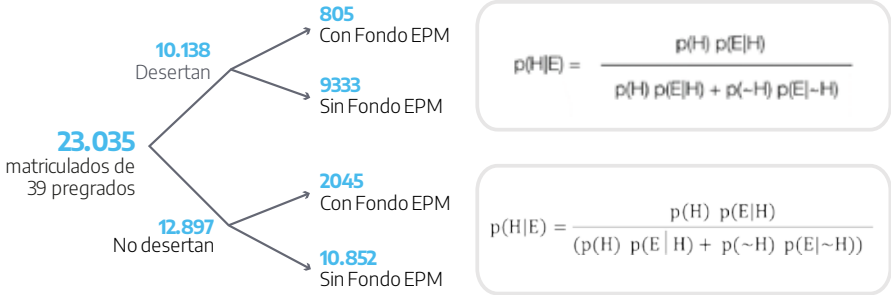 805
Con Fondo EPM
10.138
Desertan
9333
Sin Fondo EPM
23.035
matriculados de
39 pregrados
2045
Con Fondo EPM
12.897
No desertan
10.852
Sin Fondo EPM
p(H|E) = p(H) p(E|H)
p(H) p(E|H) + p(~H) p(E|~H)
p(H|E) = p(H) p(E|H)
(p(H) p(E|H) + p(~H) p(E|~H))